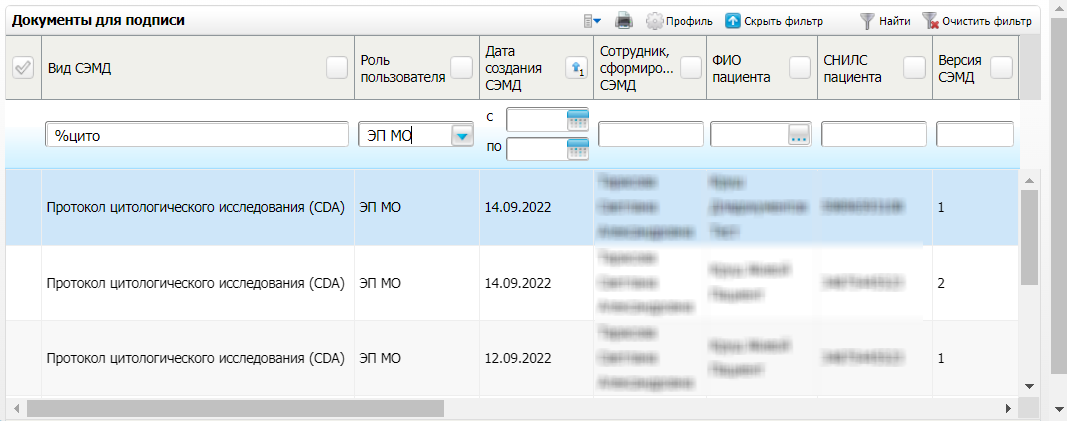 Документы для подписи
Профиль
Скрыть фильтр
Найти
Очистить фильтр
Вид СЭМД
Роль
пользователя
Дата
создания
СЭМД
1
Сотрудник,
сформиро...
СЭМД
ФИО
пациента
СНИЛС
пациента
Версия
СЭМД
%цито
ЭП МО
с
по
...
Протокол цитологического исследования (CDA) ЭП МО 14.09.2022 1
Протокол цитологического исследования (CDA) ЭП МО 14.09.2022 2
Протокол цитологического исследования (CDA) ЭП МО 12.09.2022 1